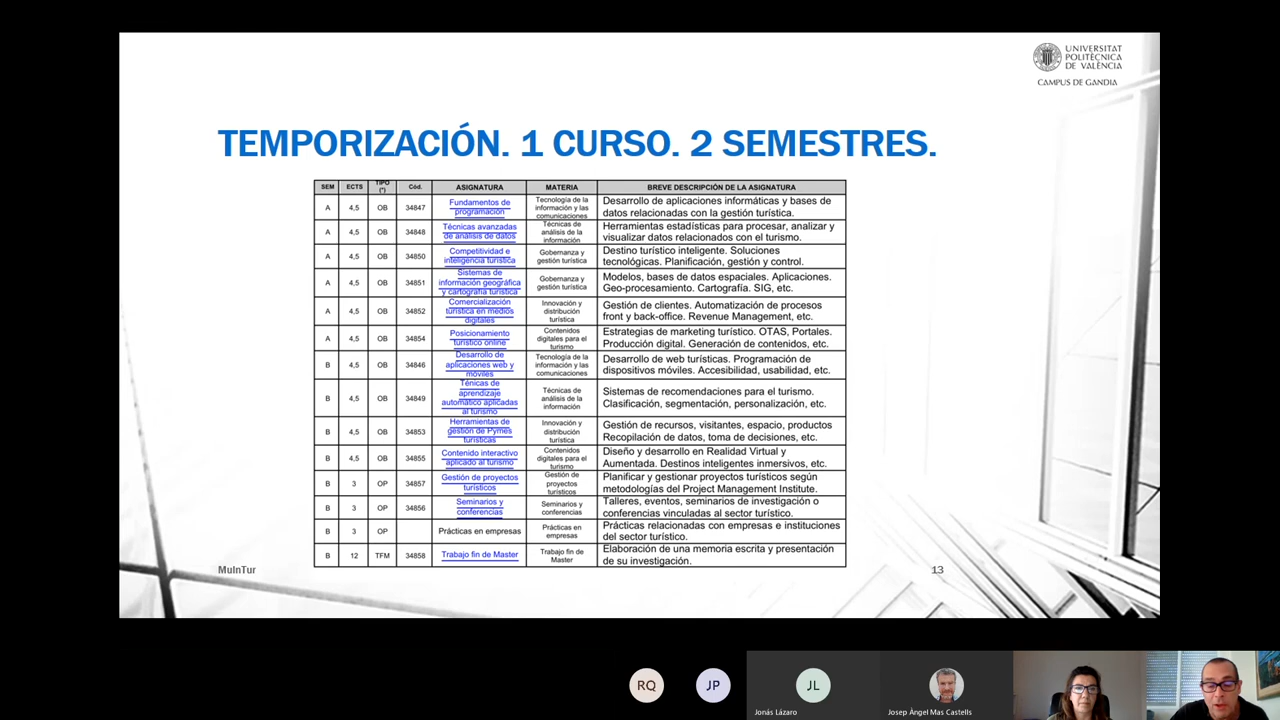 UNIVERSITAT
POLITÈCNICA
DE VALÈNCIA
CAMPUS DE GANDIA
TEMPORIZACIÓN. 1 CURSO. 2 SEMESTRES.
SEM ECTS TIPO (*) Cód. ASIGNATURA MATERIA BREVE DESCRIPCIÓN DE LA ASIGNATURA
A 4,5 OB 34847 Fundamentos de programación Tecnología de la información y las comunicaciones Desarrollo de aplicaciones informáticas y bases de datos relacionadas con la gestión turística.
A 4,5 OB 34848 Técnicas avanzadas de análisis de datos Técnicas de análisis de la información Herramientas estadísticas para procesar, analizar y visualizar datos relacionados con el turismo.
A 4,5 OB 34850 Competitividad e inteligencia turística Gobernanza y gestión turística Destino turístico inteligente. Soluciones tecnológicas. Planificación, gestión y control.
A 4,5 OB 34851 Sistemas de información geográfica y cartografía turística Gobernanza y gestión turística Modelos, bases de datos espaciales. Aplicaciones. Geo-procesamiento. Cartografía. SIG, etc.
A 4,5 OB 34852 Comercialización turística en medios digitales Innovación y distribución turística Gestión de clientes. Automatización de procesos front y back-office. Revenue Management, etc.
A 4,5 OB 34854 Posicionamiento turístico online Contenidos digitales para el turismo Estrategias de marketing turístico. OTAS, Portales. Producción digital. Generación de contenidos, etc.
B 4,5 OB 34846 Desarrollo de aplicaciones web y móviles Tecnología de la información y las comunicaciones Desarrollo de web turísticas. Programación de dispositivos móviles. Accesibilidad, usabilidad, etc.
B 4,5 OB 34849 Ténicas de aprendizaje automático aplicadas al turismo Técnicas de análisis de la información Sistemas de recomendaciones para el turismo. Clasificación, segmentación, personalización, etc.
B 4,5 OB 34853 Herramientas de gestión de Pymes turísticas Innovación y distribución turística Gestión de recursos, visitantes, espacio, productos Recopilación de datos, toma de decisiones, etc.
B 4,5 OB 34855 Contenido interactivo aplicado al turismo Contenidos digitales para el turismo Diseño y desarrollo en Realidad Virtual y Aumentada. Destinos inteligentes inmersivos, etc.
B 3 OP 34857 Gestión de proyectos turísticos Gestión de proyectos turísticos Planificar y gestionar proyectos turísticos según metodologías del Project Management Institute.
B 3 OP 34856 Seminarios y conferencias Seminarios y conferencias Talleres, eventos, seminarios de investigación o conferencias vinculadas al sector turístico.
B 3 OP Prácticas en empresas Prácticas en empresas Prácticas relacionadas con empresas e instituciones del sector turístico.
B 12 TFM 34858 Trabajo fin de Master Trabajo fin de Master Elaboración de una memoria escrita y presentación de su investigación.
MuInTur 13
RQ JP JL
Jonás Lázaro Josep Àngel Mas Castells